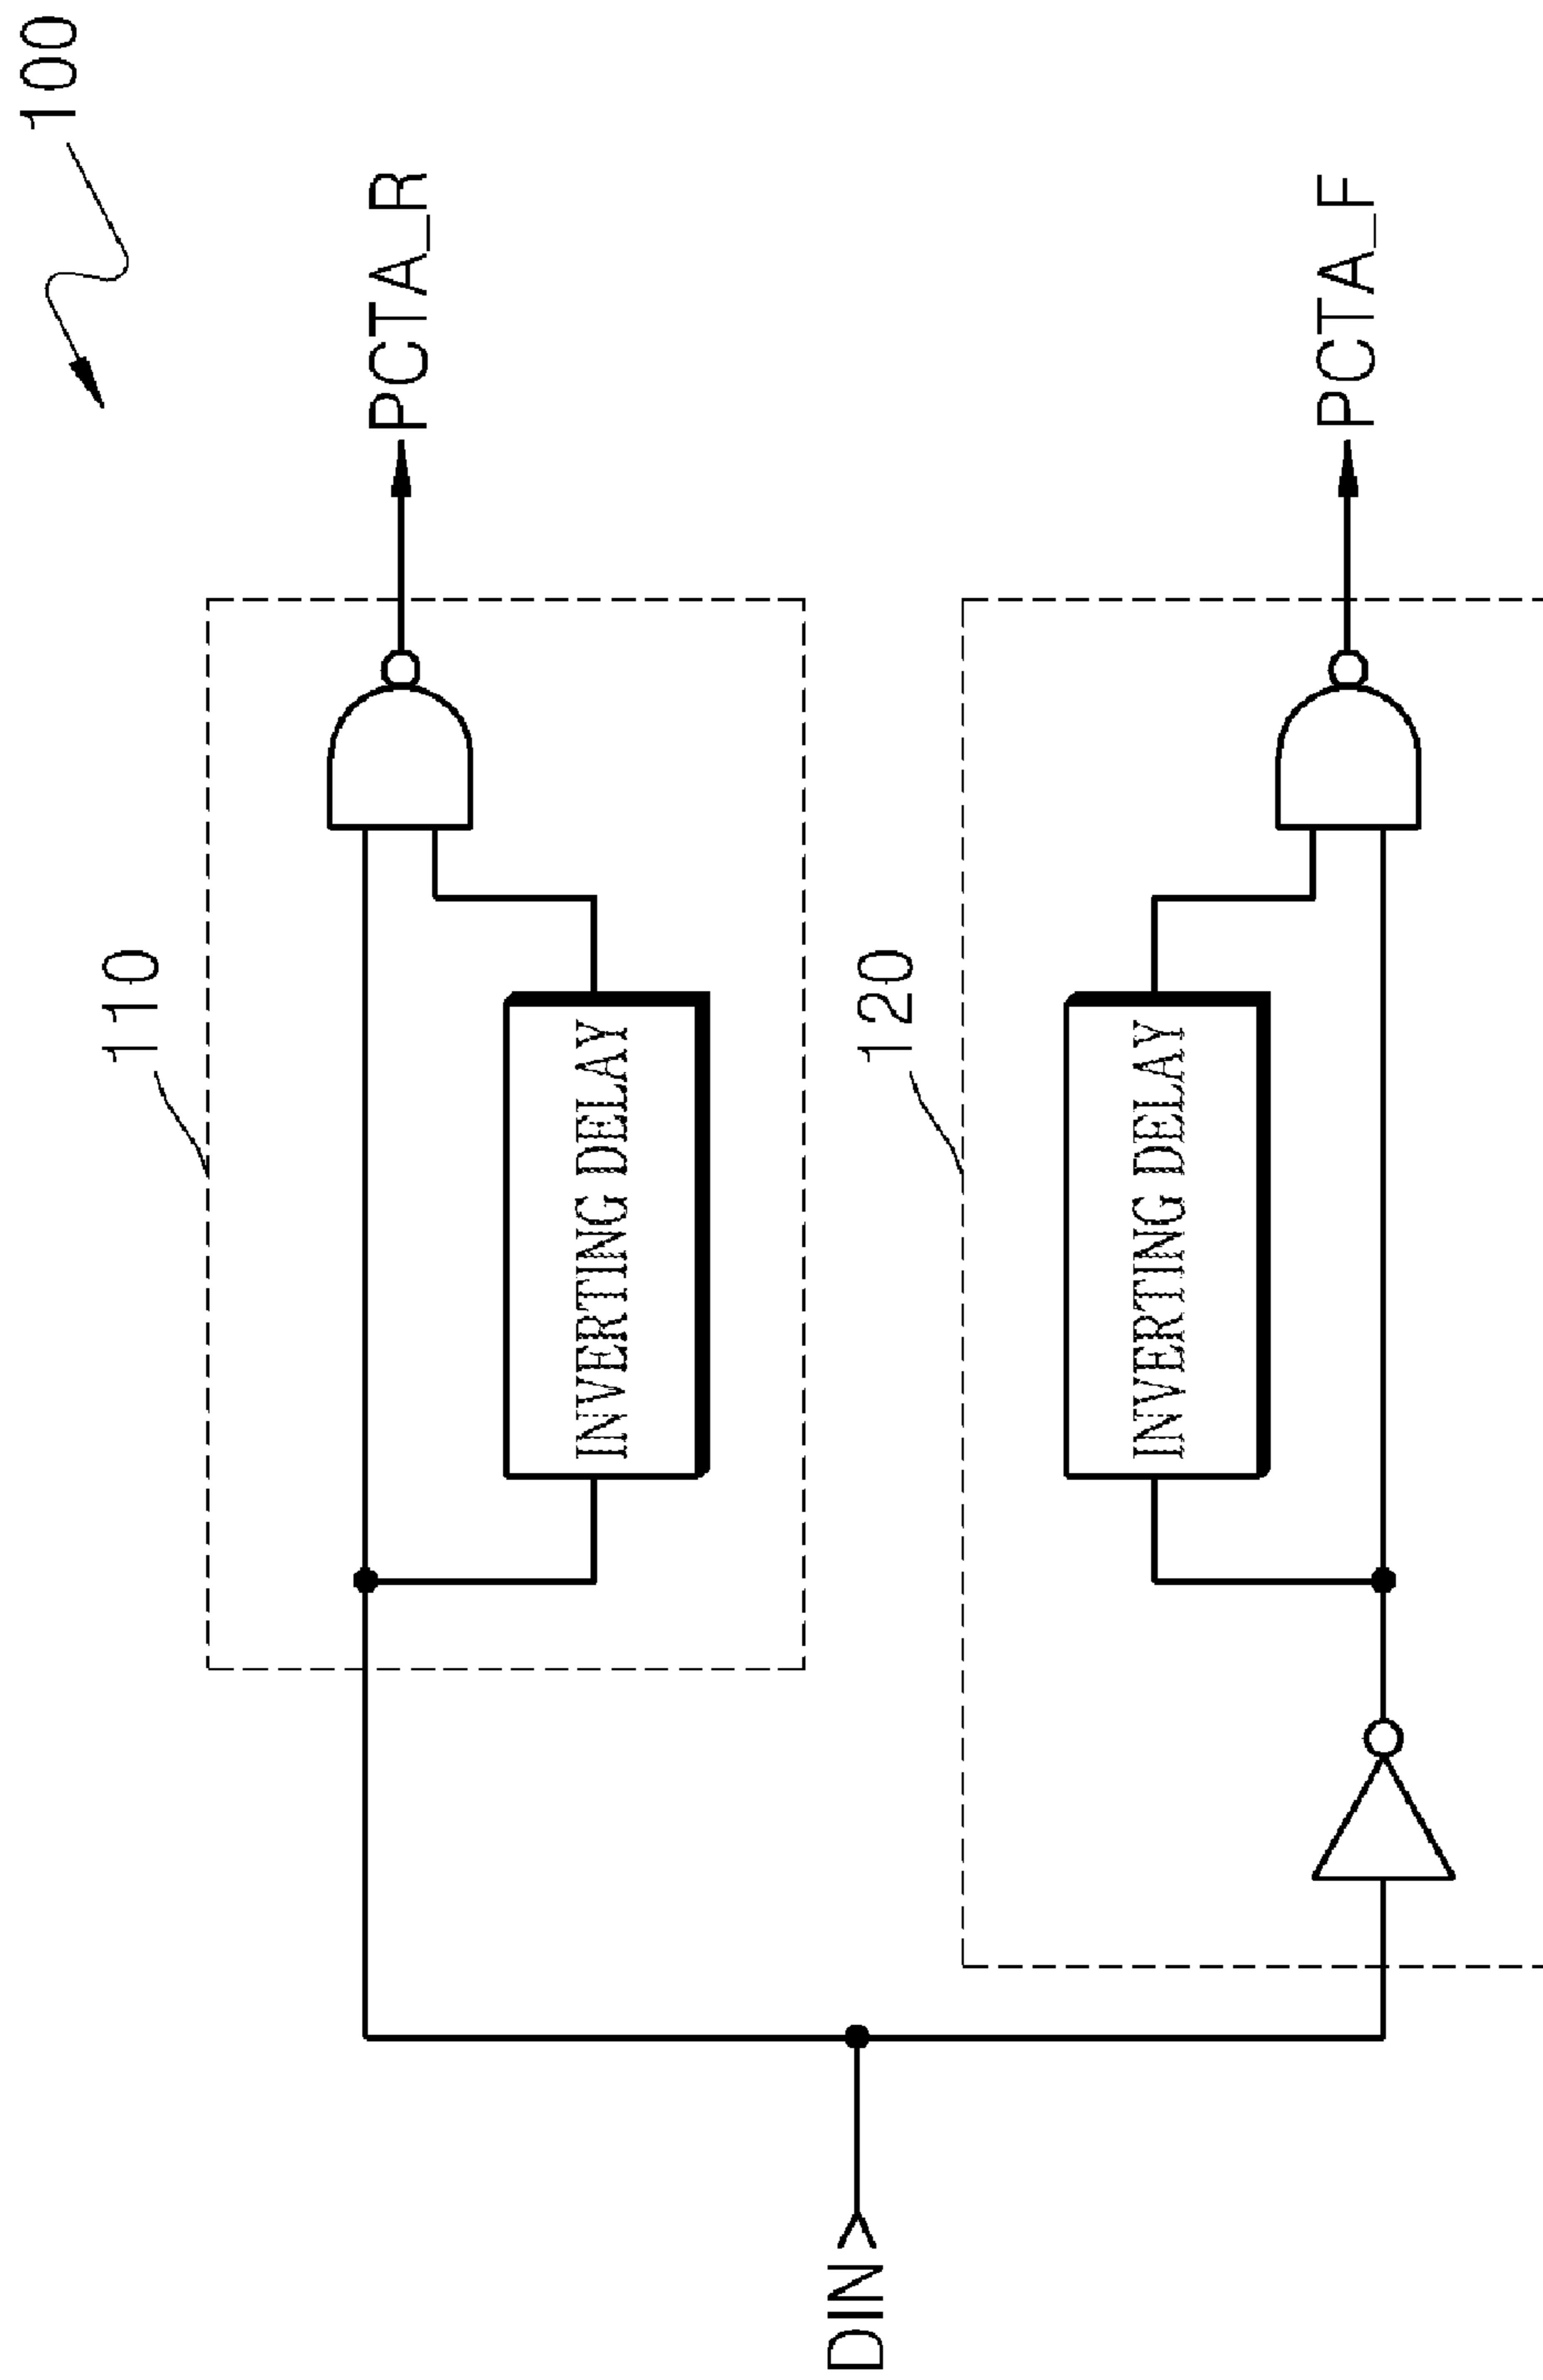 100
110
PCTA_R
INVERTING DELAY
DIN
120
INVERTING DELAY
PCTA_F